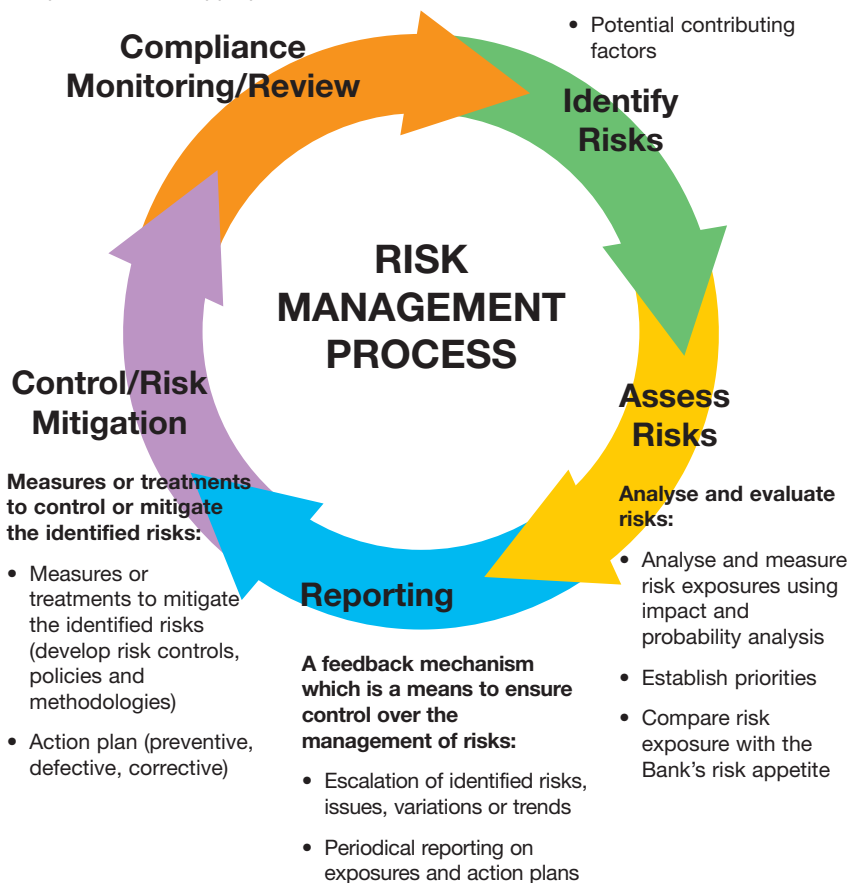 Potential contributing
factors
Compliance
Monitoring/Review
Identify
Risks
RISK
MANAGEMENT
PROCESS
Assess
Risks
Analyse and evaluate
risks:
• Analyse and measure
risk exposures using
impact and
probability analysis
• Establish priorities
• Compare risk
exposure with the
Bank's risk appetite
Reporting
A feedback mechanism
which is a means to ensure
control over the
management of risks:
• Escalation of identified risks,
issues, variations or trends
• Periodical reporting on
exposures and action plans
Control/Risk
Mitigation
Measures or treatments
to control or mitigate
the identified risks:
• Measures or
treatments to mitigate
the identified risks
(develop risk controls,
policies and
methodologies)
• Action plan (preventive,
defective, corrective)